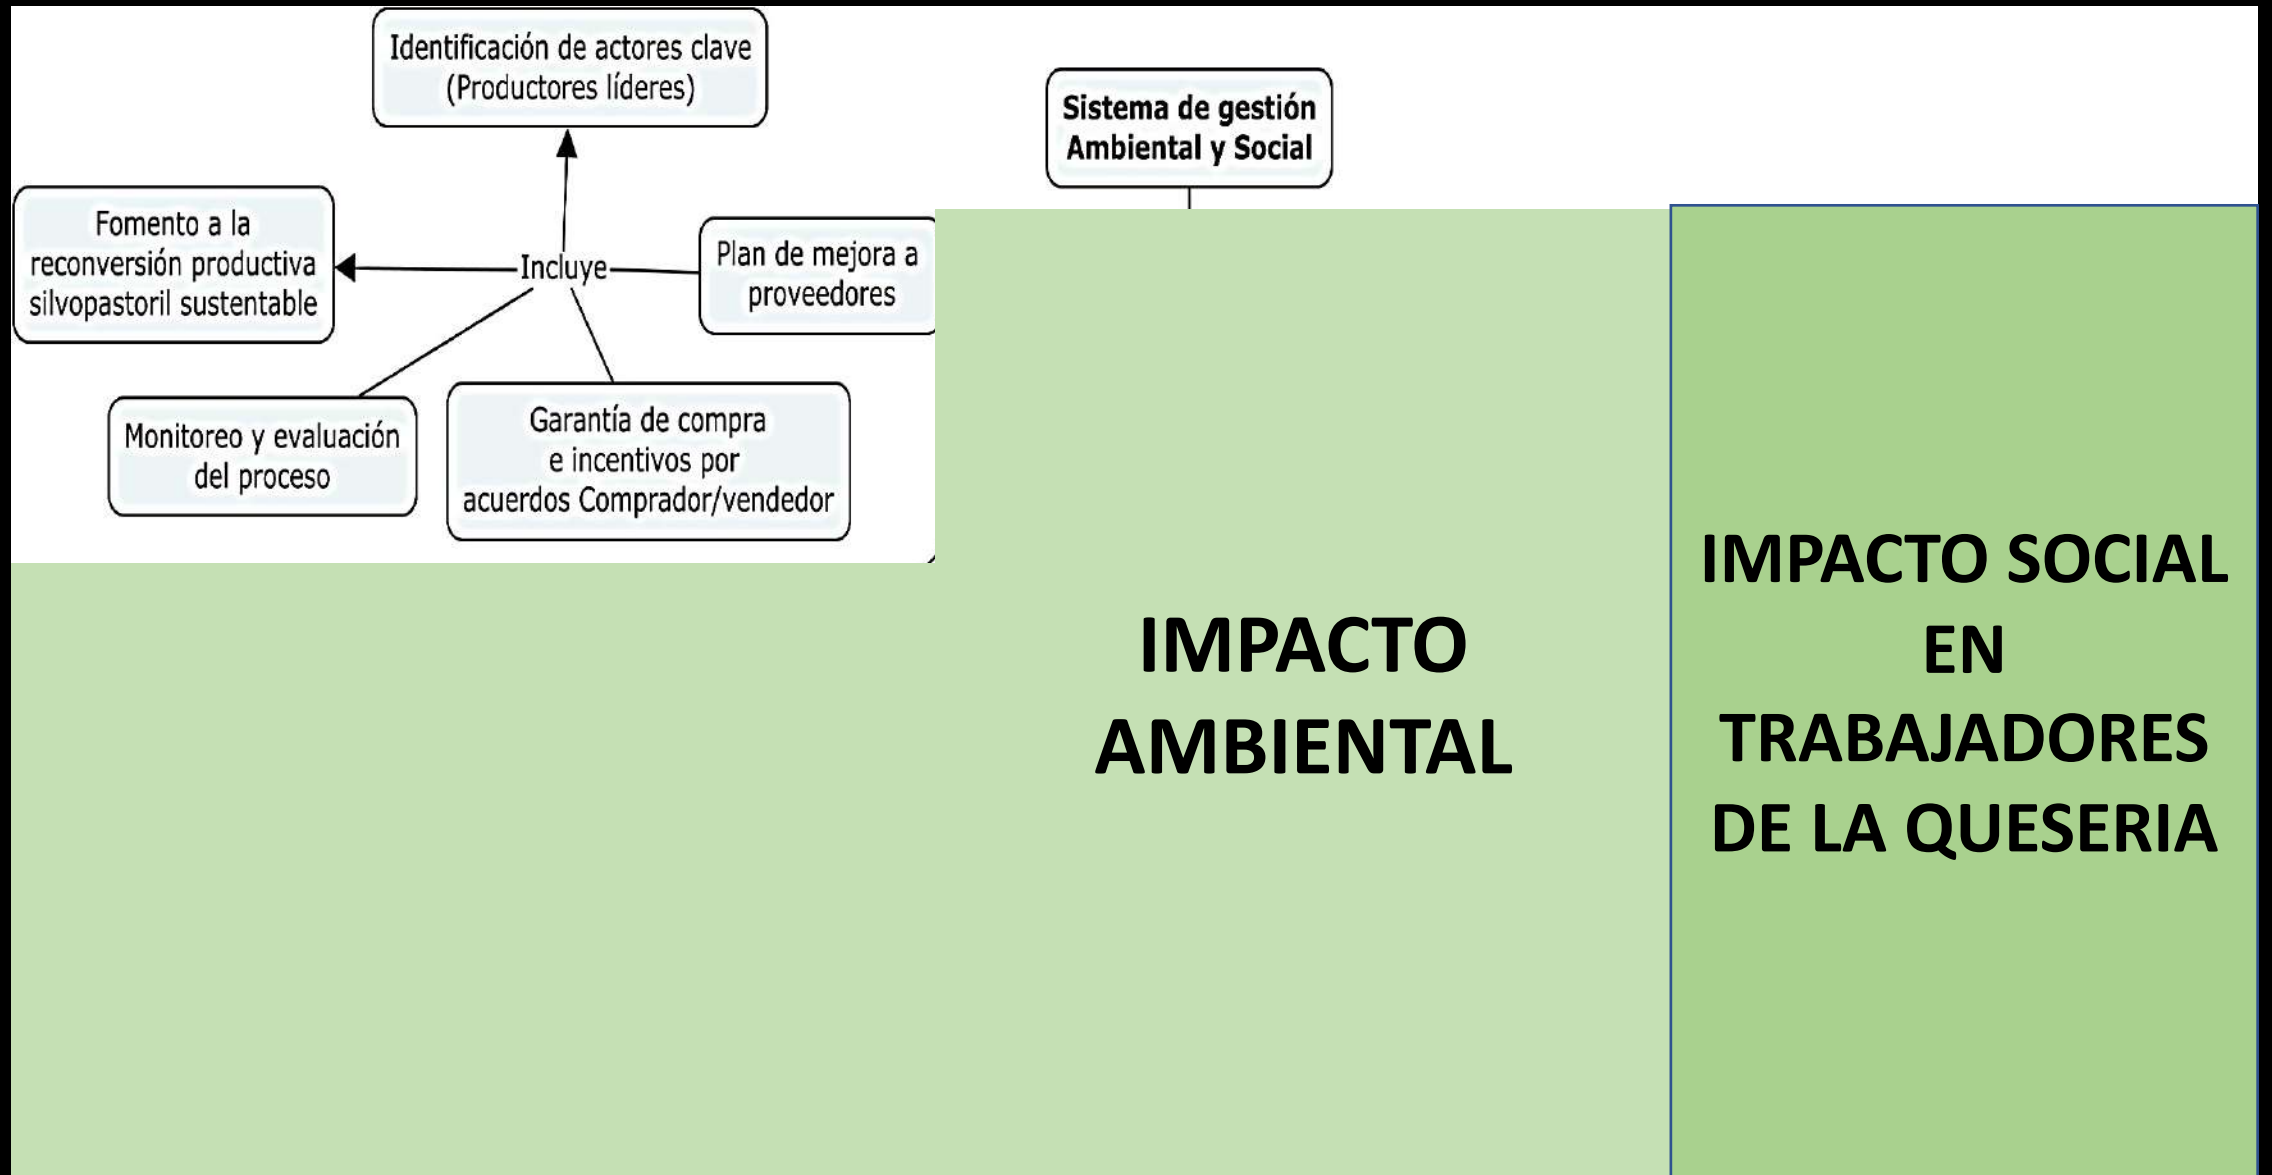 Identificación de actores clave
(Productores líderes)
Sistema de gestión
Ambiental y Social
Fomento a la
reconversión productiva
silvopastoril sustentable
Incluye
Plan de mejora a
proveedores
Monitoreo y evaluación
del proceso
Garantía de compra
e incentivos por
acuerdos Comprador/vendedor
IMPACTO
AMBIENTAL
IMPACTO SOCIAL
EN
TRABAJADORES
DE LA QUESERIA